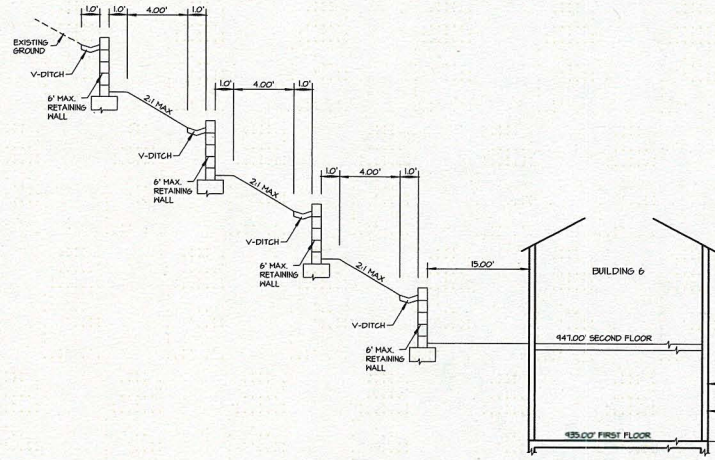 1.0' 1.0' 4.00' 1.0'
EXISTING
GROUND
V-DITCH
6' MAX.
RETAINING
WALL
2:1 MAX
1.0' 4.00' 1.0'
V-DITCH
6' MAX.
RETAINING
WALL
2:1 MAX
1.0' 4.00' 1.0'
V-DITCH
6' MAX.
RETAINING
WALL
2:1 MAX
15.00'
V-DITCH
6' MAX.
RETAINING
WALL
BUILDING 6
947.00' SECOND FLOOR
935.00' FIRST FLOOR